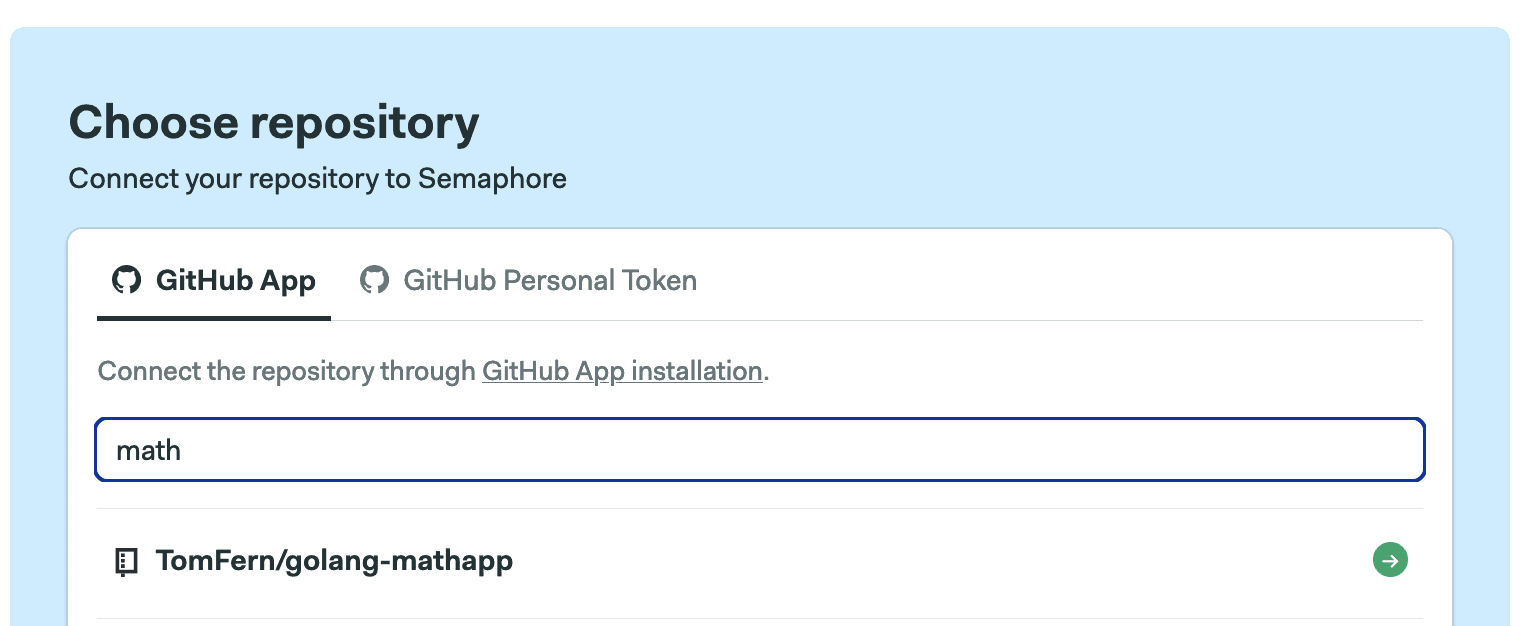 Choose repository
Connect your repository to Semaphore
GitHub App GitHub Personal Token
Connect the repository through GitHub App installation.
math
TomFern/golang-mathapp